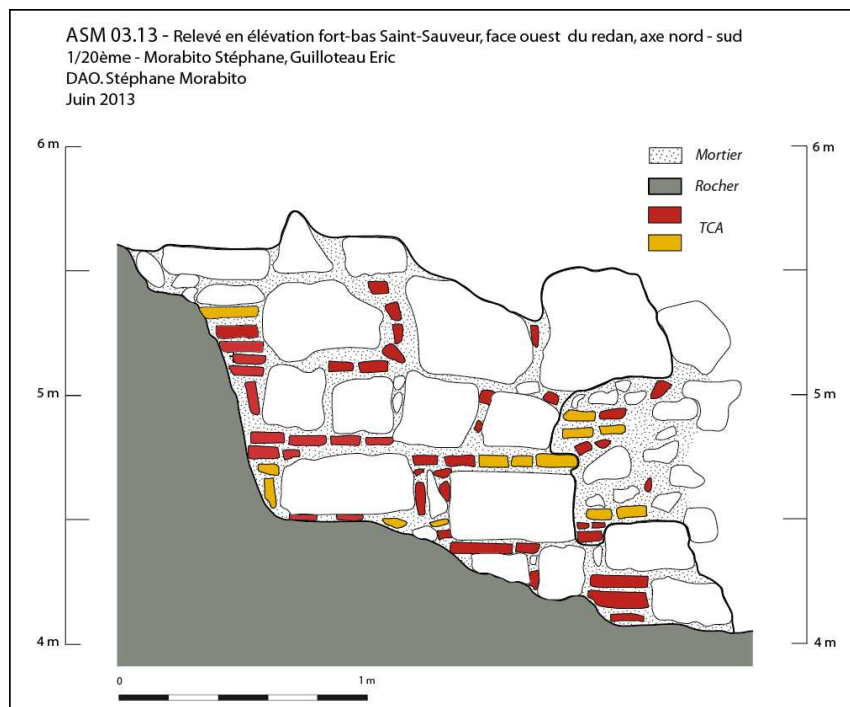 ASM 03.13 - Relevé en élévation fort-bas Saint-Sauveur, face ouest du redan, axe nord - sud
1/20ème - Morabito Stéphane, Guilloteau Eric
DAO. Stéphane Morabito
Juin 2013
6 m
6 m
Mortier
Rocher
TCA
5 m
5 m
4 m
4 m
0
1 m